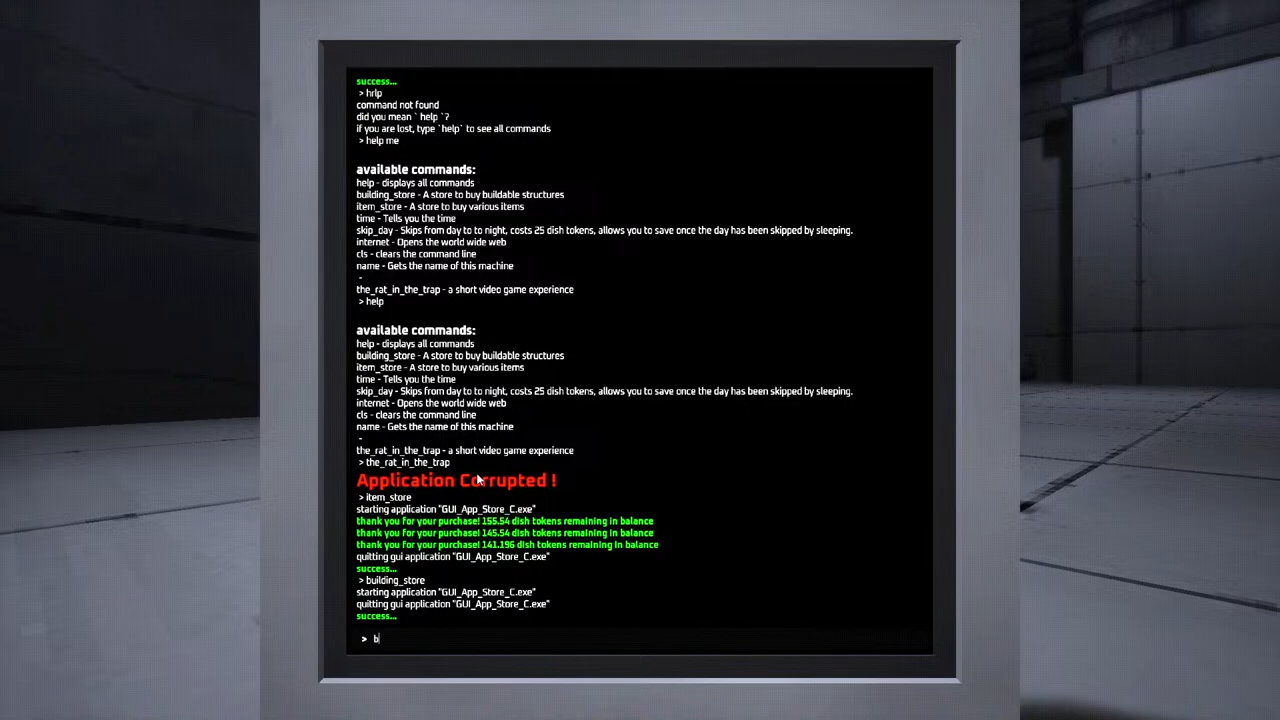 success...
> hrlp
command not found
did you mean ` help `?
if you are lost, type `help` to see all commands
> help me
available commands:
help - displays all commands
building_store - A store to buy buildable structures
item_store - A store to buy various items
time - Tells you the time
skip_day - Skips from day to to night, costs 25 dish tokens, allows you to save once the day has been skipped by sleeping.
internet - Opens the world wide web
cls - clears the command line
name - Gets the name of this machine
-
the_rat_in_the_trap - a short video game experience
> help
available commands:
help - displays all commands
building_store - A store to buy buildable structures
item_store - A store to buy various items
time - Tells you the time
skip_day - Skips from day to to night, costs 25 dish tokens, allows you to save once the day has been skipped by sleeping.
internet - Opens the world wide web
cls - clears the command line
name - Gets the name of this machine
-
the_rat_in_the_trap - a short video game experience
> the_rat_in_the_trap
Application Corrupted !
> item_store
starting application "GUI_App_Store_C.exe"
thank you for your purchase! 155.54 dish tokens remaining in balance
thank you for your purchase! 145.54 dish tokens remaining in balance
thank you for your purchase! 141.196 dish tokens remaining in balance
quitting gui application "GUI_App_Store_C.exe"
success...
> building_store
starting application "GUI_App_Store_C.exe"
quitting gui application "GUI_App_Store_C.exe"
success...
> b